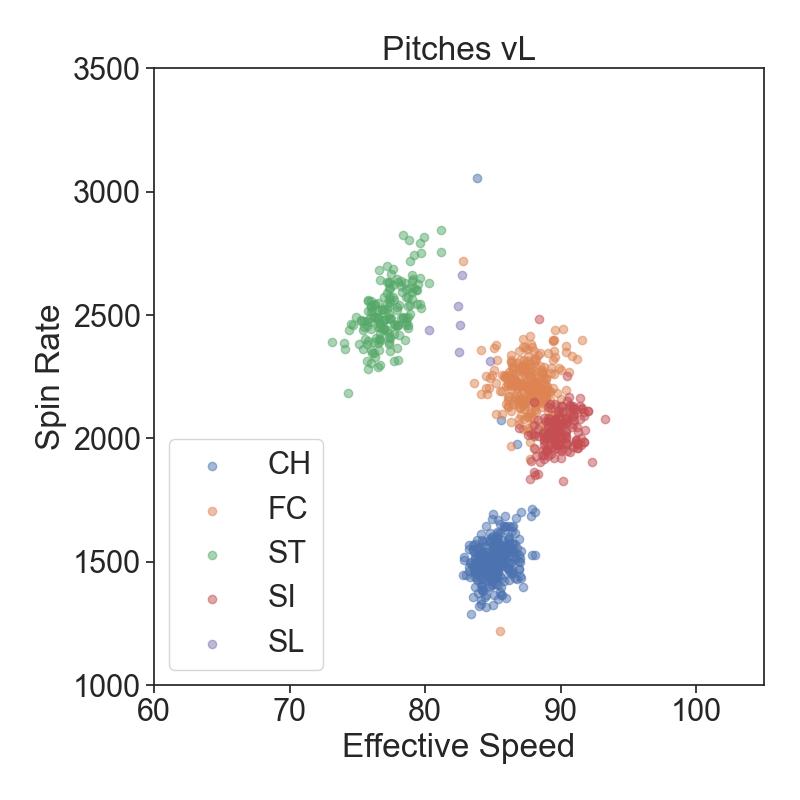 Pitches vL
3500
3000
2500
2000
1500
1000
Spin Rate
CH
FC
ST
SI
SL
60 70 80 90 100
Effective Speed